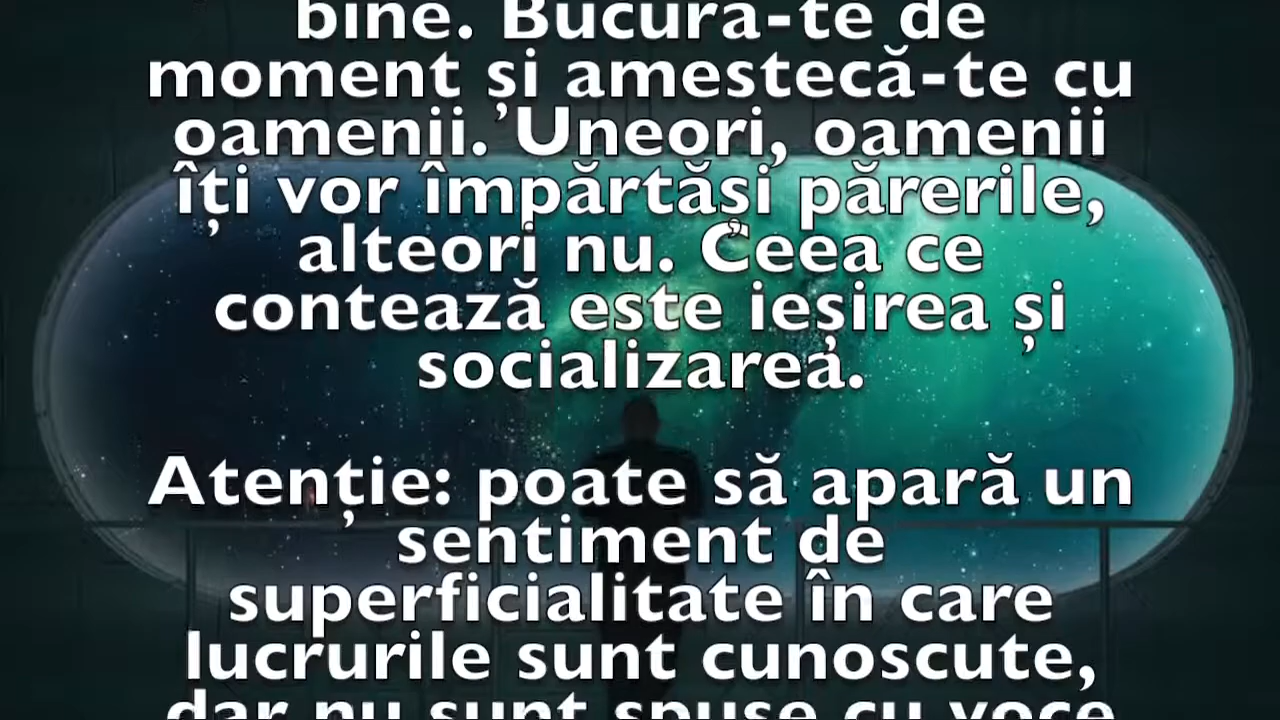 bine. Bucură-te de
moment și amestecă-te cu
oamenii. Uneori, oamenii
îți vor împărtăși părerile,
alteori nu. Ceea ce
contează este ieșirea și
socializarea.
Atenție: poate să apară un
sentiment de
superficialitate în care
lucrurile sunt cunoscute,
dar nu sunt spuse cu voce